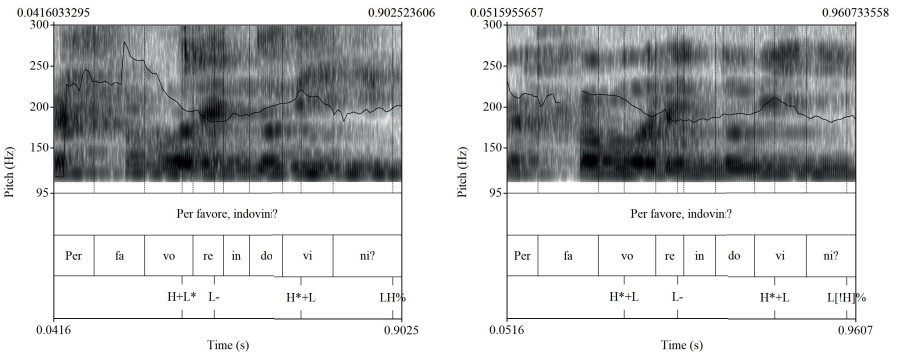 0.0416033295 0.902523606
300
250
200
150
95
Pitch (Hz)
Per favore, indovini?
Per fa vo re in do vi ni?
H+L* L- H*+L LH%
0.0416 0.9025
Time (s)
0.0515955657 0.960733558
300
250
200
150
95
Pitch (Hz)
Per favore, indovini?
Per fa vo re in do vi ni?
H*+L L- H*+L L[!H]%
0.0516 0.9607
Time (s)